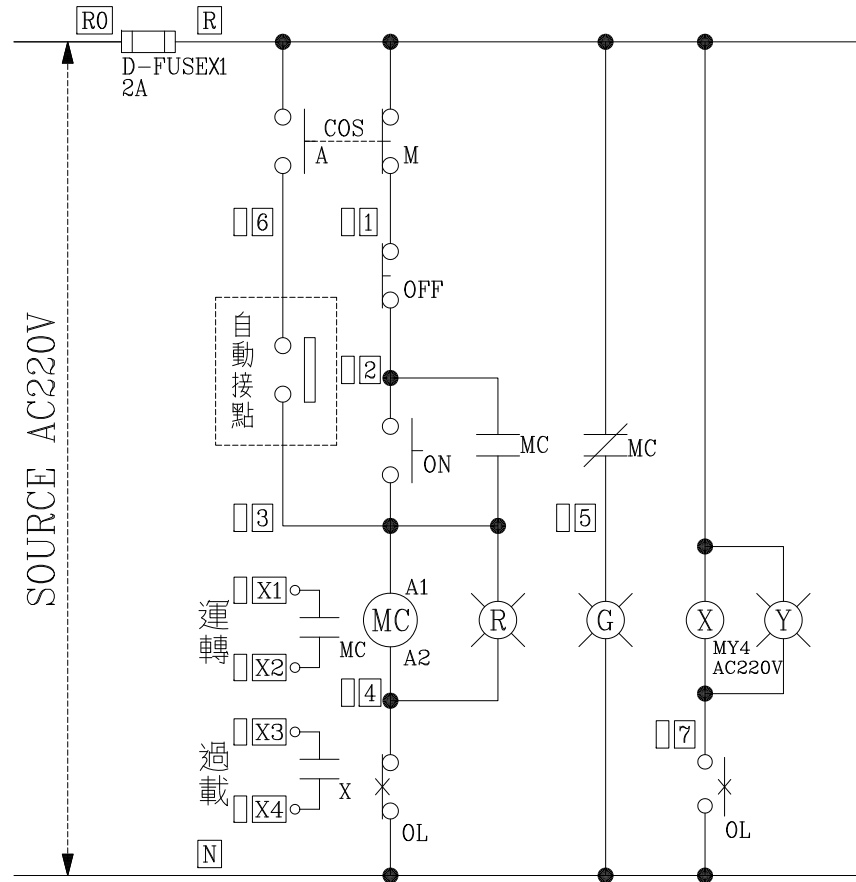 R0
R
D-FUSEX1
2A
COS
A
M
6
1
OFF
SOURCE AC220V
自動接點
2
ON
MC
MC
3
5
運轉
X1
X2
MC
A1
MC
A2
R
G
X
Y
MY4
AC220V
4
7
過載
X3
X4
X
OL
OL
N